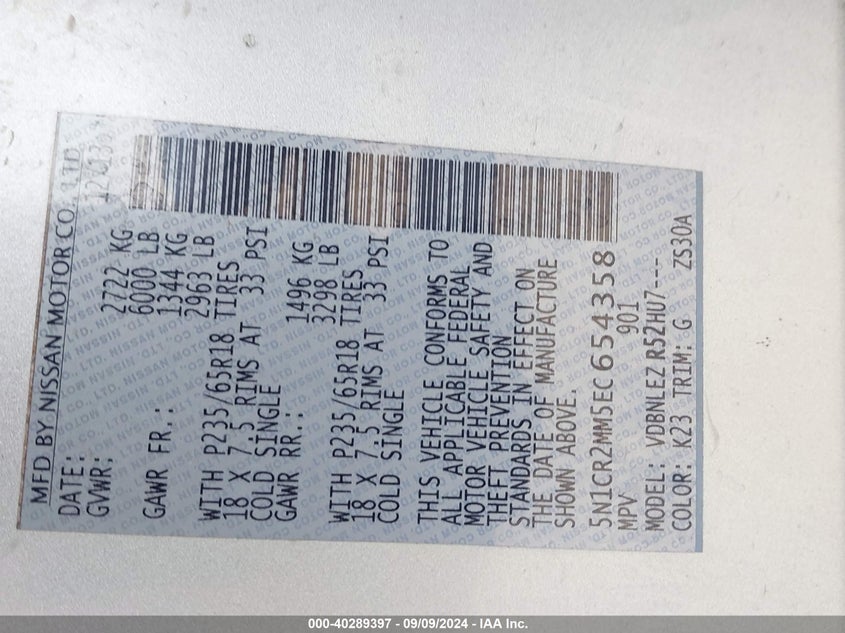 MFD BY NISSAN MOTOR CO., LTD
DATE: 12/13
GVWR: 2722 KG
6000 LB
GAWR FR.: 1344 KG
2963 LB
WITH P235/65R18 TIRES
18 X 7.5 RIMS AT 33 PSI
COLD SINGLE
GAWR RR.: 1496 KG
3298 LB
WITH P235/65R18 TIRES
18 X 7.5 RIMS AT 33 PSI
COLD SINGLE
THIS VEHICLE CONFORMS TO
ALL APPLICABLE FEDERAL
MOTOR VEHICLE SAFETY AND
THEFT PREVENTION
STANDARDS IN EFFECT ON
THE DATE OF MANUFACTURE
SHOWN ABOVE.
5N1CR2MM5EC654358
MPV 901
MODEL: VDBNLEZ R52HU7---
COLOR: K23 TRIM: G ZS30A
000-40289397 - 09/09/2024 - IAA Inc.